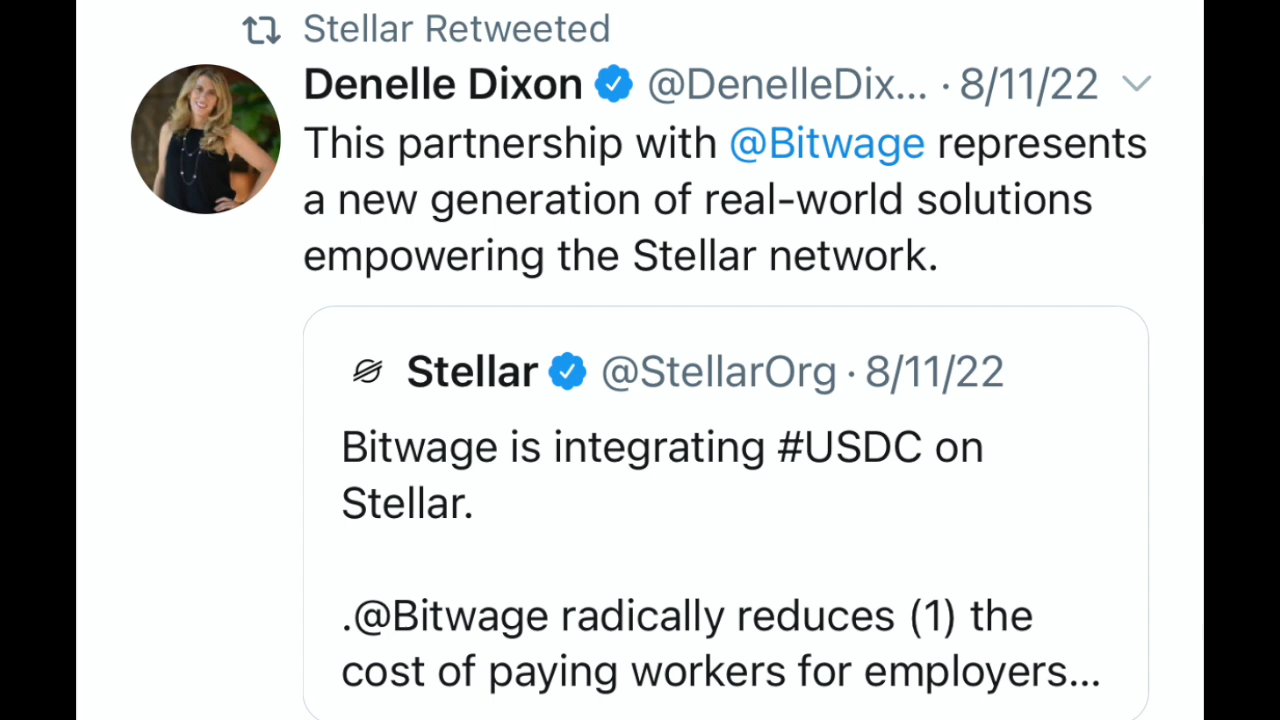 Stellar Retweeted
Denelle Dixon @DenelleDix... · 8/11/22
This partnership with @Bitwage represents
a new generation of real-world solutions
empowering the Stellar network.
Stellar @StellarOrg · 8/11/22
Bitwage is integrating #USDC on
Stellar.
.@Bitwage radically reduces (1) the
cost of paying workers for employers...